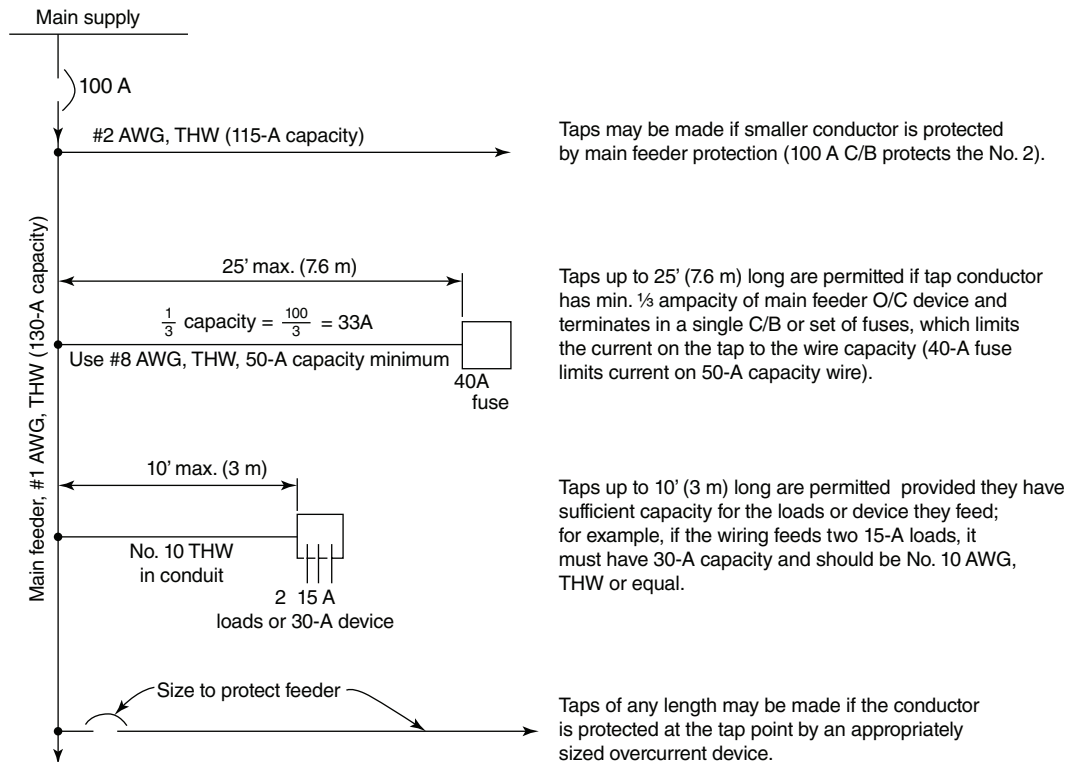 Main supply
100 A
#2 AWG, THW (115-A capacity)
Taps may be made if smaller conductor is protected
by main feeder protection (100 A C/B protects the No. 2).
Main feeder, #1 AWG, THW (130-A capacity)
25’ max. (7.6 m)
1/3 capacity = 100/3 = 33A
Use #8 AWG, THW, 50-A capacity minimum
40A
fuse
Taps up to 25’ (7.6 m) long are permitted if tap conductor
has min. ⅓ ampacity of main feeder O/C device and
terminates in a single C/B or set of fuses, which limits
the current on the tap to the wire capacity (40-A fuse
limits current on 50-A capacity wire).
10’ max. (3 m)
No. 10 THW
in conduit
2 15 A
loads or 30-A device
Taps up to 10’ (3 m) long are permitted provided they have
sufficient capacity for the loads or device they feed;
for example, if the wiring feeds two 15-A loads, it
must have 30-A capacity and should be No. 10 AWG,
THW or equal.
Size to protect feeder
Taps of any length may be made if the conductor
is protected at the tap point by an appropriately
sized overcurrent device.